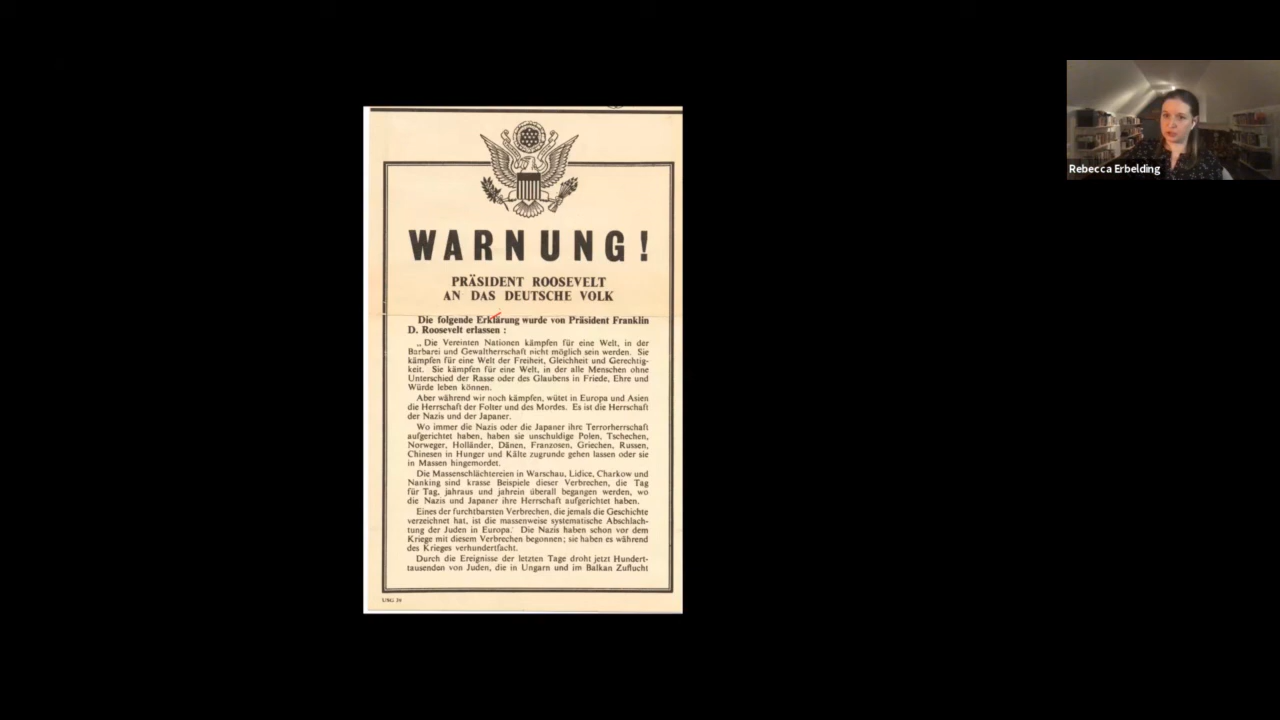 WARNUNG!
PRÄSIDENT ROOSEVELT
AN DAS DEUTSCHE VOLK
Die folgende Erklärung wurde von Präsident Franklin
D. Roosevelt erlassen :
„ Die Vereinten Nationen kämpfen für eine Welt, in der
Barbarei und Gewaltherrschaft nicht möglich sein werden. Sie
kämpfen für eine Welt der Freiheit, Gleichheit und Gerechtig-
keit. Sie kämpfen für eine Welt, in der alle Menschen ohne
Unterschied der Rasse oder des Glaubens in Friede, Ehre und
Würde leben können.
Aber während wir noch kämpfen, wütet in Europa und Asien
die Herrschaft der Folter und des Mordes. Es ist die Herrschaft
der Nazis und der Japaner.
Wo immer die Nazis oder die Japaner ihre Terrorherrschaft
aufgerichtet haben, haben sie unschuldige Polen, Tschechen,
Norweger, Holländer, Dänen, Franzosen, Griechen, Russen,
Chinesen in Hunger und Kälte zugrunde gehen lassen oder sie
in Massen hingemordet.
Die Massenschlächtereien in Warschau, Lidice, Charkow und
Nanking sind krasse Beispiele dieser Verbrechen, die Tag
für Tag, jahraus und jahrein überall begangen werden, wo
die Nazis und Japaner ihre Herrschaft aufgerichtet haben.
Eines der furchtbarsten Verbrechen, die jemals die Geschichte
verzeichnet hat, ist die massenweise systematische Abschlach-
tung der Juden in Europa. Die Nazis haben schon vor dem
Kriege mit diesem Verbrechen begonnen; sie haben es während
des Krieges verhundertfacht.
Durch die Ereignisse der letzten Tage droht jetzt Hundert-
tausenden von Juden, die in Ungarn und im Balkan Zuflucht
UNG 39
Rebecca Erbelding